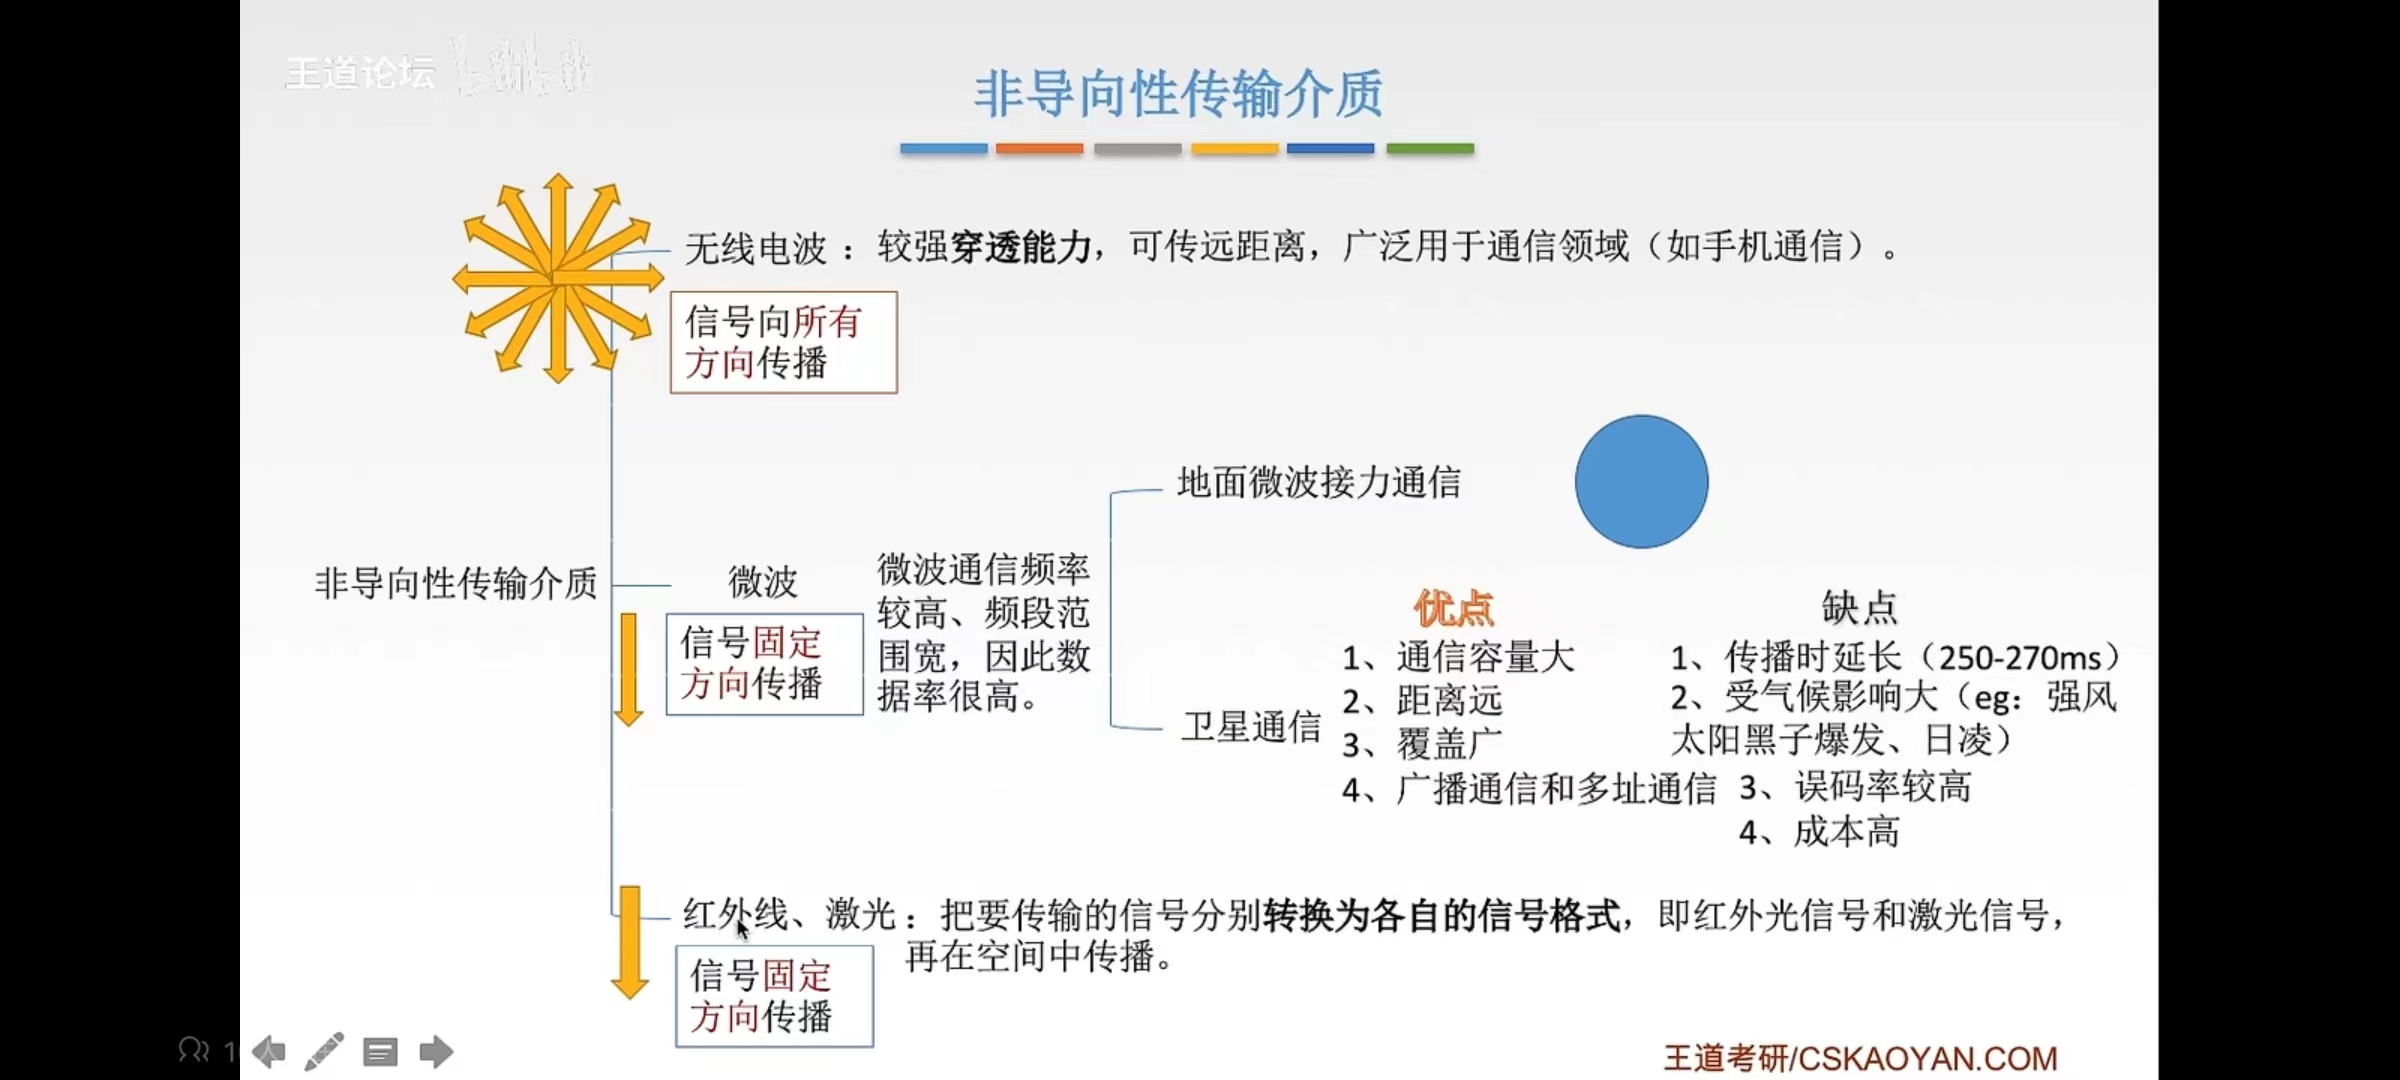 王道论坛
bilibili
非导向性传输介质
无线电波：较强穿透能力，可传远距离，广泛用于通信领域（如手机通信）。
信号向所有
方向传播
非导向性传输介质
微波
信号固定
方向传播
微波通信频率
较高、频段范
围宽，因此数
据率很高。
地面微波接力通信
卫星通信
优点
1、通信容量大
2、距离远
3、覆盖广
4、广播通信和多址通信
缺点
1、传播时延长（250-270ms）
2、受气候影响大（eg：强风
太阳黑子爆发、日凌）
3、误码率较高
4、成本高
红外线、激光：把要传输的信号分别转换为各自的信号格式，即红外光信号和激光信号，
再在空间中传播。
信号固定
方向传播
王道考研/CSKAOYAN.COM